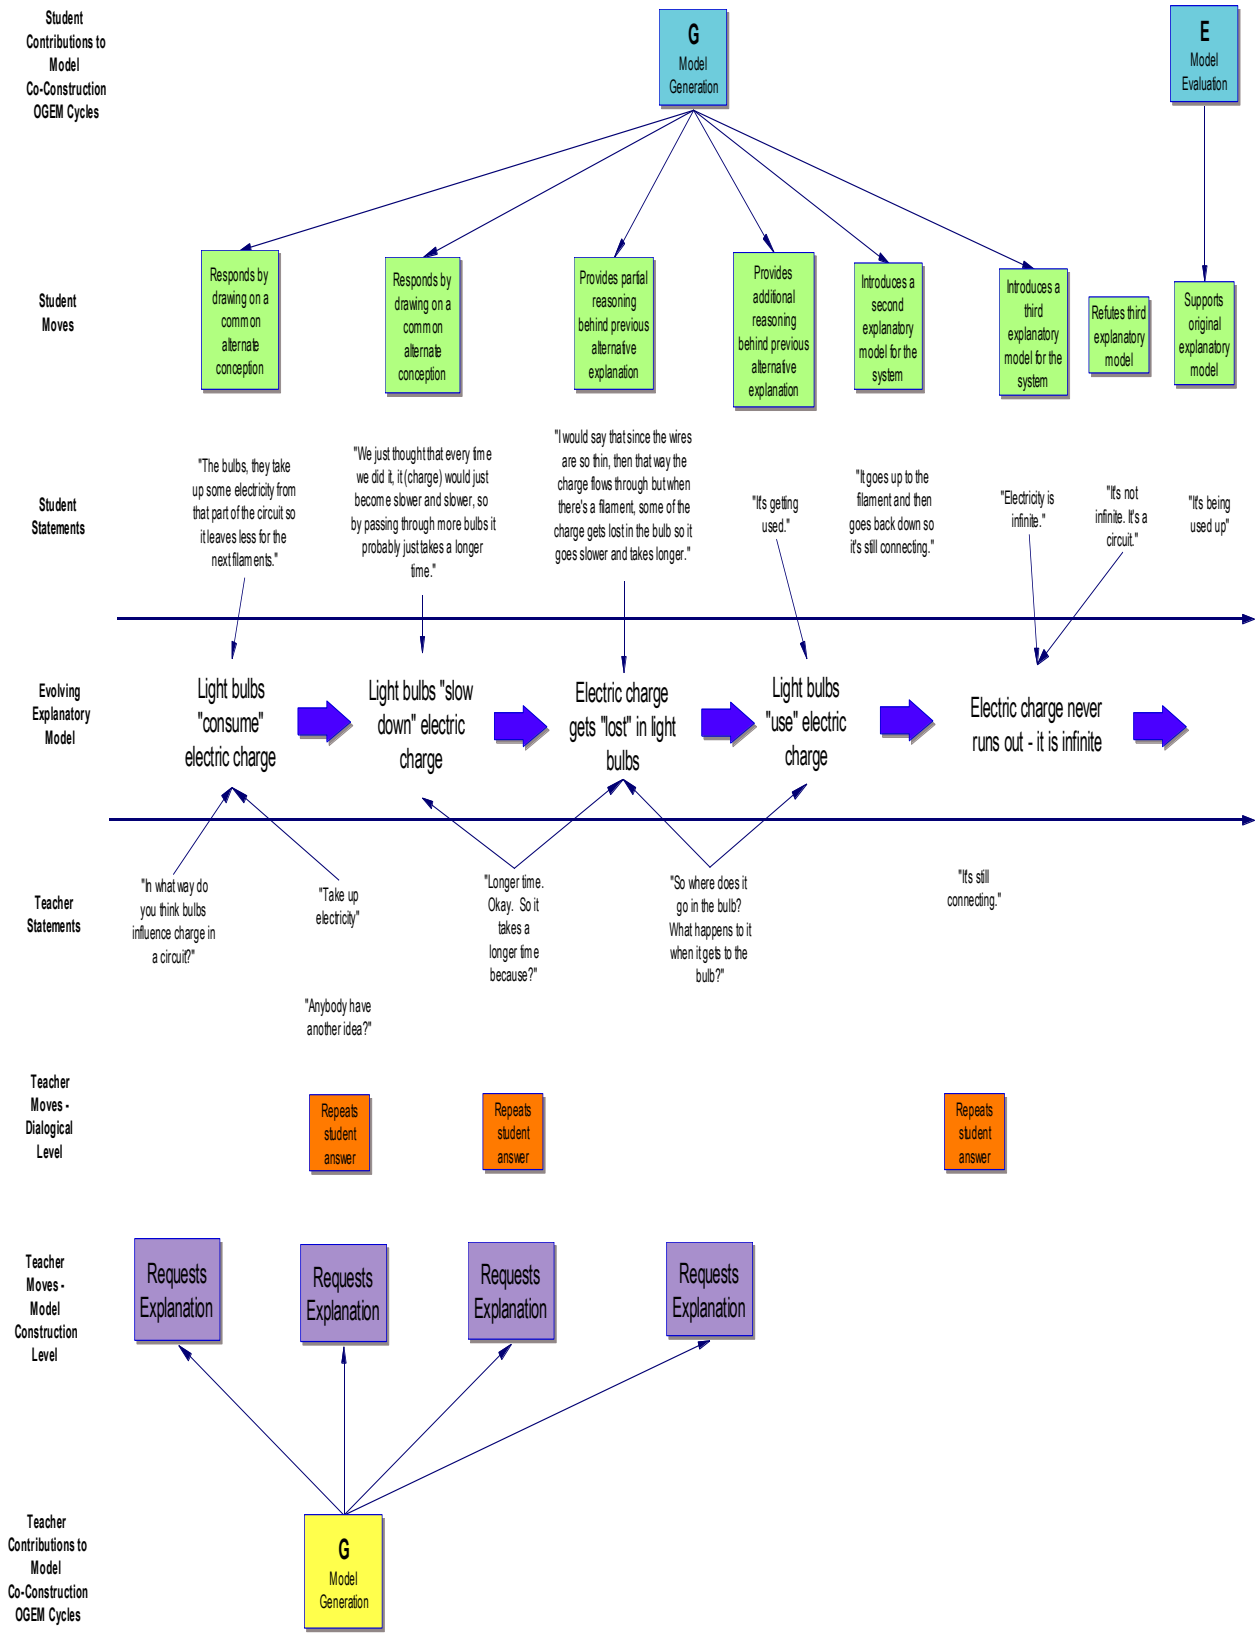 Student
Contributions to
Model
Co-Construction
OGEM Cycles
G
Model
Generation
E
Model
Evaluation
Student
Moves
Responds by
drawing on a
common
alternate
conception
Responds by
drawing on a
common
alternate
conception
Provides partial
reasoning
behind previous
alternative
explanation
Provides
additional
reasoning
behind previous
alternative
explanation
Introduces a
second
explanatory
model for the
system
Introduces a
third
explanatory
model for the
system
Refutes third
explanatory
model
Supports
original
explanatory
model
Student
Statements
"The bulbs, they take
up some electricity from
that part of the circuit so
it leaves less for the
next filaments."
"We just thought that every time
we did it, it (charge) would just
become slower and slower, so
by passing through more bulbs it
probably just takes a longer
time."
"I would say that since the wires
are so thin, then that way the
charge flows through but when
there's a filament, some of the
charge gets lost in the bulb so it
goes slower and takes longer."
"It's getting
used."
"It goes up to the
filament and then
goes back down so
it's still connecting."
"Electricity is
infinite."
"It's not
infinite. It's a
circuit."
"It's being
used up"
Evolving
Explanatory
Model
Light bulbs
"consume"
electric charge
Light bulbs "slow
down" electric
charge
Electric charge
gets "lost" in light
bulbs
Light bulbs
"use" electric
charge
Electric charge never
runs out - it is infinite
Teacher
Statements
"In what way do
you think bulbs
influence charge in
a circuit?"
"Take up
electricity"
"Anybody have
another idea?"
"Longer time.
Okay. So it
takes a
longer time
because?"
"So where does it
go in the bulb?
What happens to it
when it gets to the
bulb?"
"It's still
connecting."
Teacher
Moves -
Dialogical
Level
Repeats
student
answer
Repeats
student
answer
Repeats
student
answer
Teacher
Moves -
Model
Construction
Level
Requests
Explanation
Requests
Explanation
Requests
Explanation
Requests
Explanation
Teacher
Contributions to
Model
Co-Construction
OGEM Cycles
G
Model
Generation